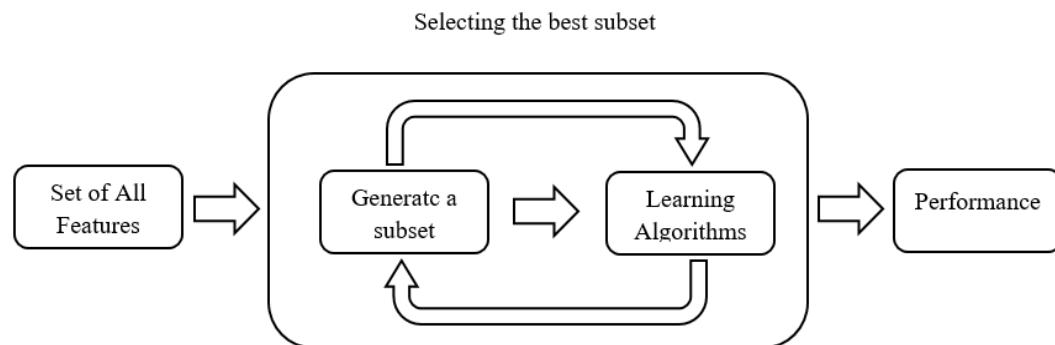 Selecting the best subset
Set of All
Features
Generatc a
subset
Learning
Algorithms
Performance